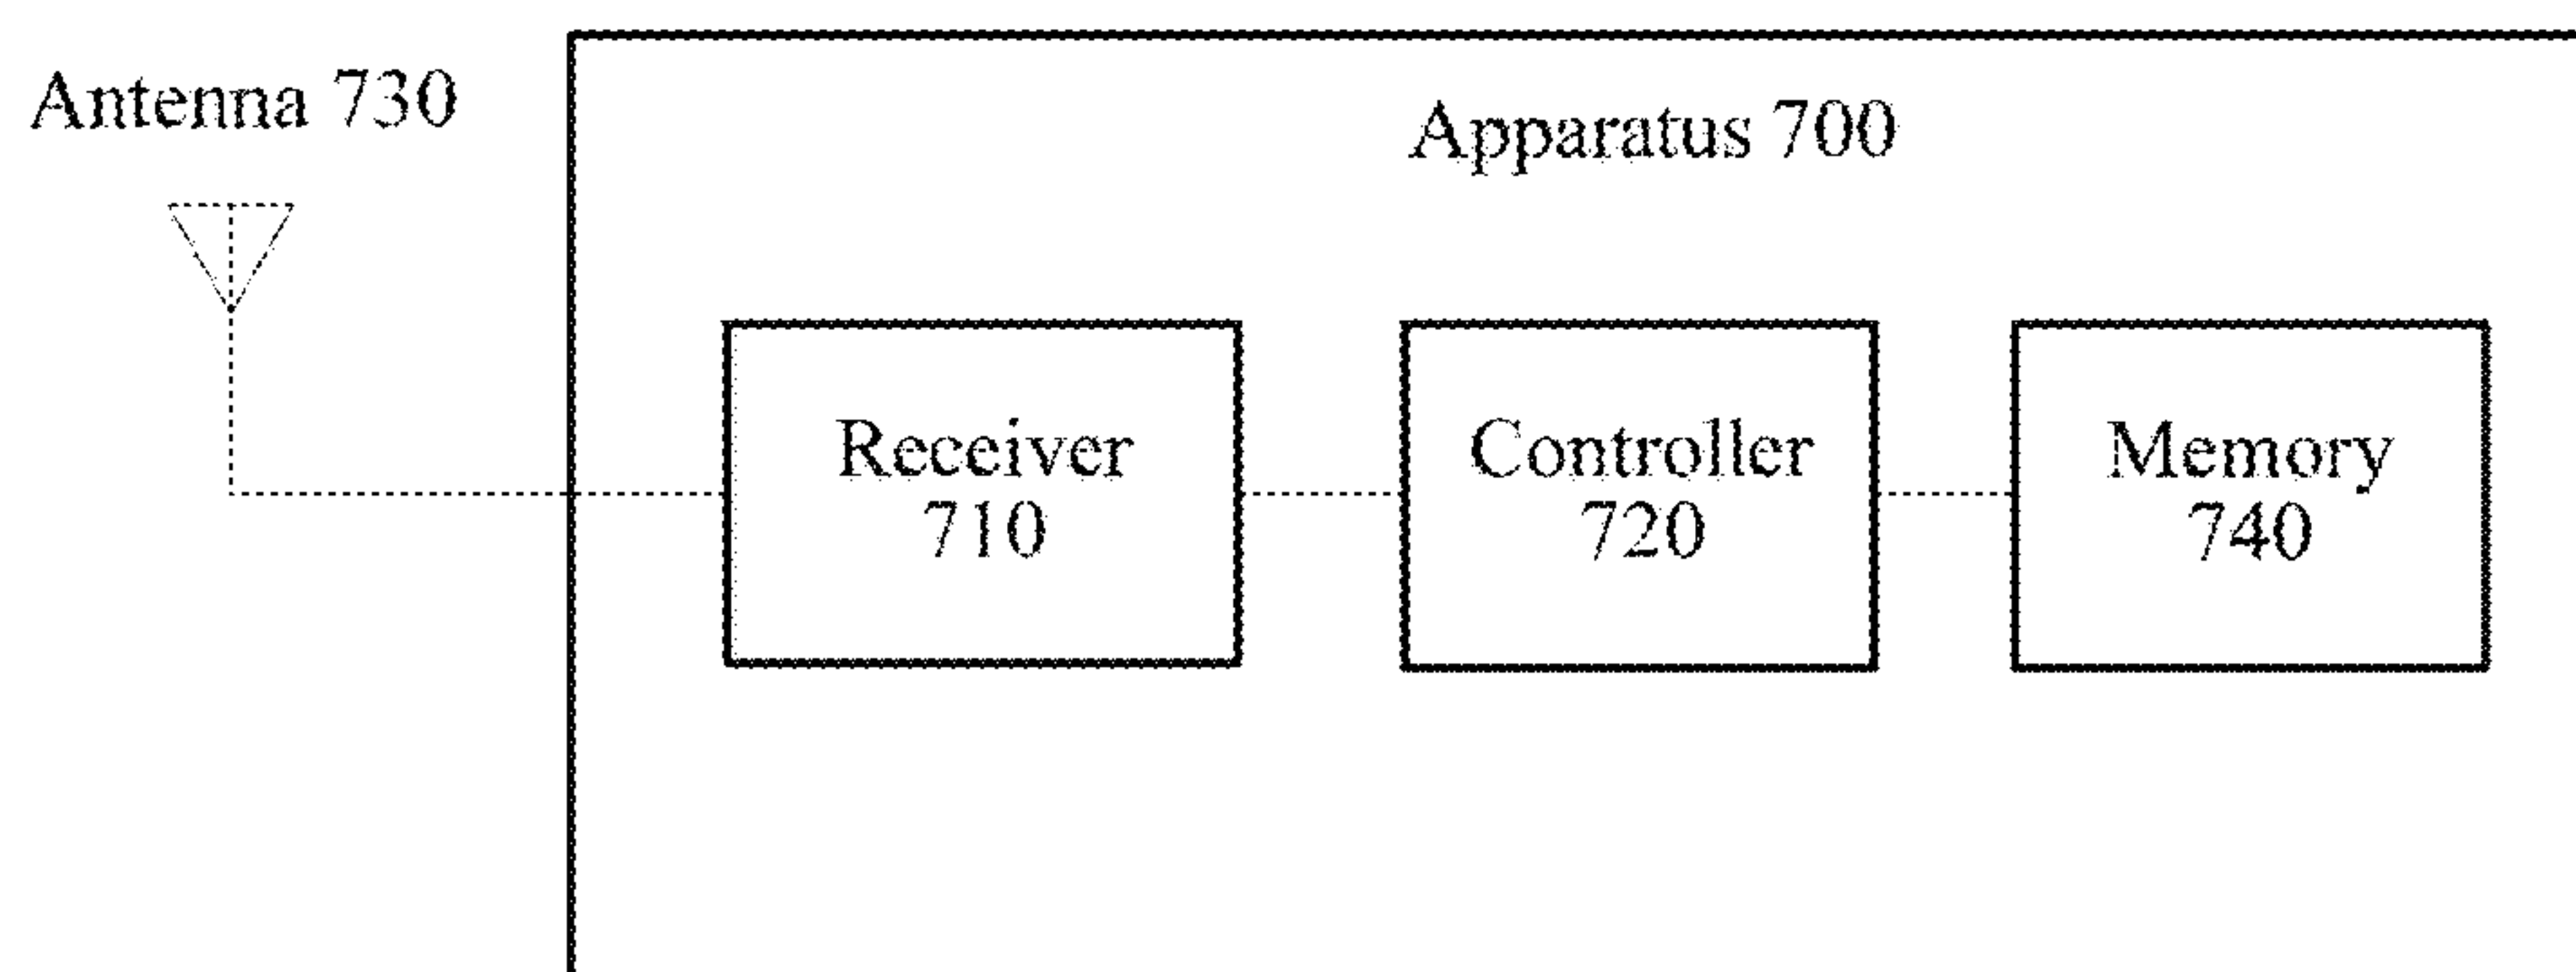 Antenna 730
Apparatus 700
Receiver
710
Controller
720
Memory
740